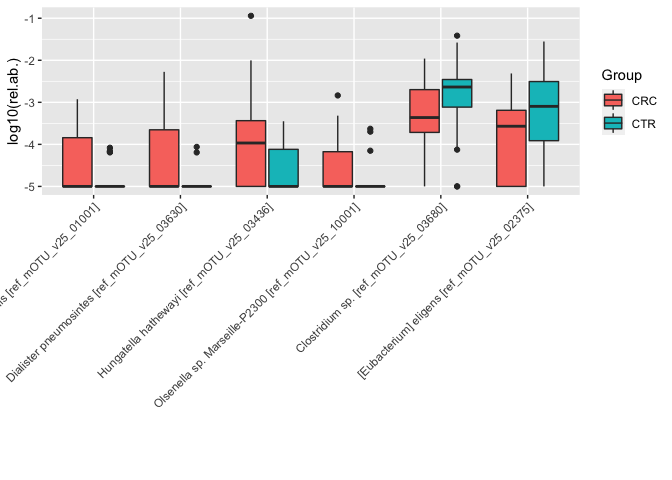 -1
-2
-3
-4
-5
log10(rel.ab.)
[ref_mOTU_v25_01001]
Dialister pneumosintes [ref_mOTU_v25_03630]
Hungatella hathewayi [ref_mOTU_v25_03436]
Olsenella sp. Marseille-P2300 [ref_mOTU_v25_10001]
Clostridium sp. [ref_mOTU_v25_03680]
[Eubacterium] eligens [ref_mOTU_v25_02375]
Group
CRC
CTR